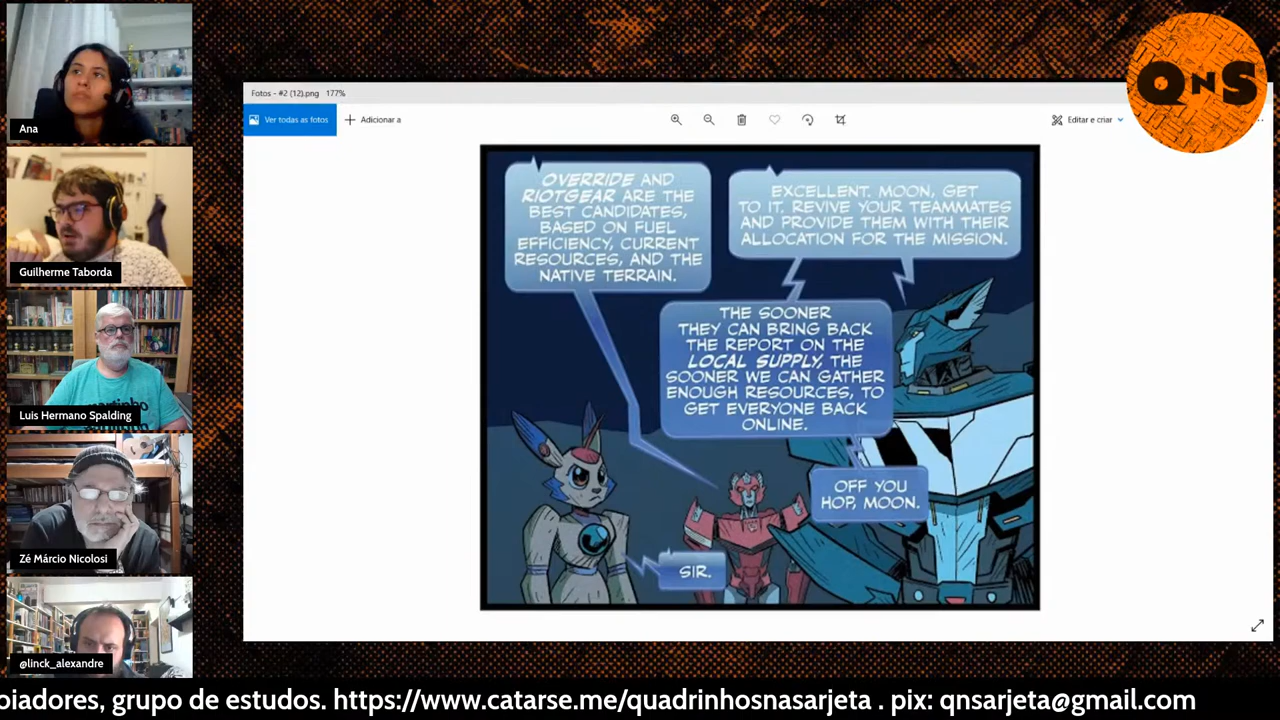 Ana
Guilherme Taborda
Luis Hermano Spalding
Zé Márcio Nicolosi
@linck_alexandre
QNS
Fotos - #2 (12).png 177%
Ver todas as fotos
Adicionar a
Editar e criar
OVERRIDE AND
RIOTGEAR ARE THE
BEST CANDIDATES,
BASED ON FUEL
EFFICIENCY, CURRENT
RESOURCES, AND THE
NATIVE TERRAIN.
EXCELLENT. MOON, GET
TO IT, REVIVE YOUR TEAMMATES
AND PROVIDE THEM WITH THEIR
ALLOCATION FOR THE MISSION.
THE SOONER
THEY CAN BRING BACK
THE REPORT ON THE
LOCAL SUPPLY, THE
SOONER WE CAN GATHER
ENOUGH RESOURCES, TO
GET EVERYONE BACK
ONLINE.
OFF YOU
HOP, MOON.
SIR.
oiadores, grupo de estudos. https://www.catarse.me/quadrinhosnasarjeta . pix: qnsarjeta@gmail.com